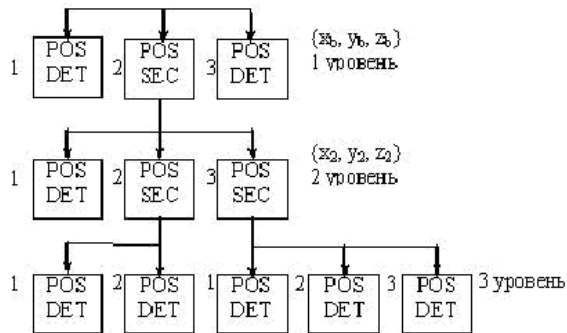 1 POS DET 2 POS SEC 3 POS DET {x₀, y₀, z₀}
1 уровень
1 POS DET 2 POS SEC 3 POS SEC {x₂, y₂, z₂}
2 уровень
1 POS DET 2 POS DET 1 POS DET 2 POS DET 3 POS DET 3 уровень